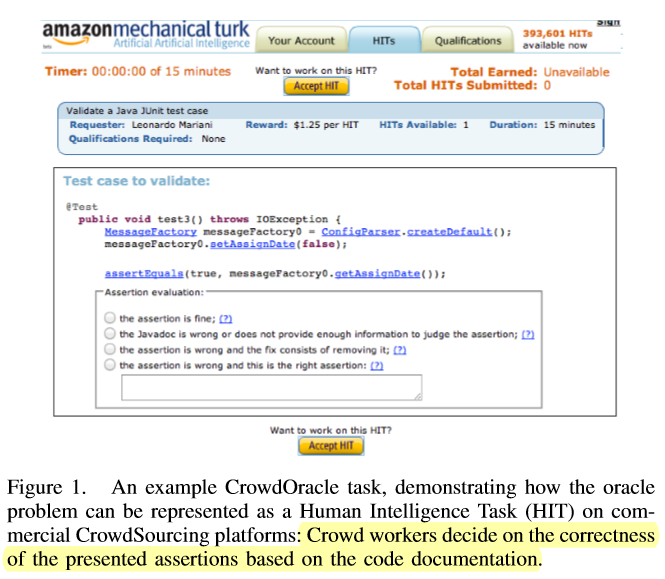 Sign
amazonmechanical turk
beta
Artificial Artificial Intelligence
Your Account
HITs
Qualifications
393,601 HITs
available now
Timer: 00:00:00 of 15 minutes
Want to work on this HIT?
Accept HIT
Total Earned: Unavailable
Total HITs Submitted: 0
Validate a Java JUnit test case
Requester: Leonardo Mariani Reward: $1.25 per HIT HITs Available: 1 Duration: 15 minutes
Qualifications Required: None
Test case to validate:
@Test
public void test3() throws IOException {
MessageFactory messageFactory0 = ConfigParser.createDefault();
messageFactory0.setAssignDate(false);
assertEquals(true, messageFactory0.getAssignDate());
Assertion evaluation:
the assertion is fine; (?)
the Javadoc is wrong or does not provide enough information to judge the assertion; (?)
the assertion is wrong and the fix consists of removing it; (?)
the assertion is wrong and this is the right assertion: (?)
Want to work on this HIT?
Accept HIT
Figure 1. An example CrowdOracle task, demonstrating how the oracle
problem can be represented as a Human Intelligence Task (HIT) on com-
mercial CrowdSourcing platforms: Crowd workers decide on the correctness
of the presented assertions based on the code documentation.